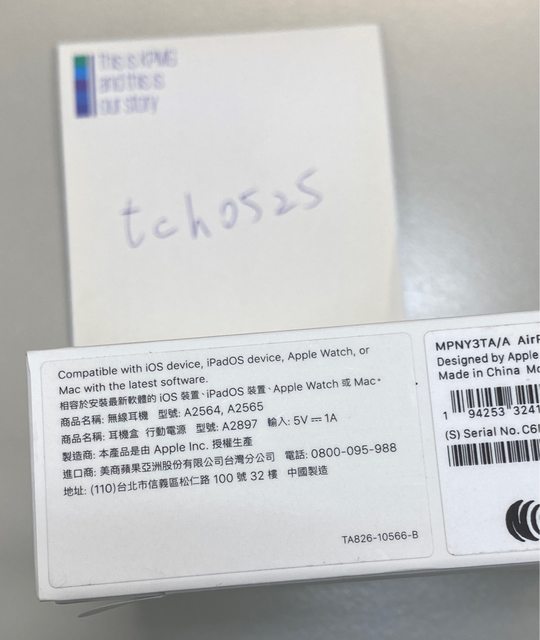 This is KPMG
and this is
our story
tch0525
Compatible with iOS device, iPadOS device, Apple Watch, or
Mac with the latest software.
相容於安裝最新軟體的 iOS 裝置、iPadOS 裝置、Apple Watch 或 Mac。
商品名稱: 無線耳機 型號: A2564, A2565
商品名稱: 耳機盒 行動電源 型號: A2897 輸入: 5V⎓1A
製造商: 本產品是由 Apple Inc. 授權生產
進口商: 美商蘋果亞洲股份有限公司台灣分公司 電話: 0800-095-988
地址: (110)台北市信義區松仁路 100 號 32 樓 中國製造
TA826-10566-B
MPNY3TA/A AirP
Designed by Apple
Made in China Mo
1 94253 3241
(S) Serial No. C6